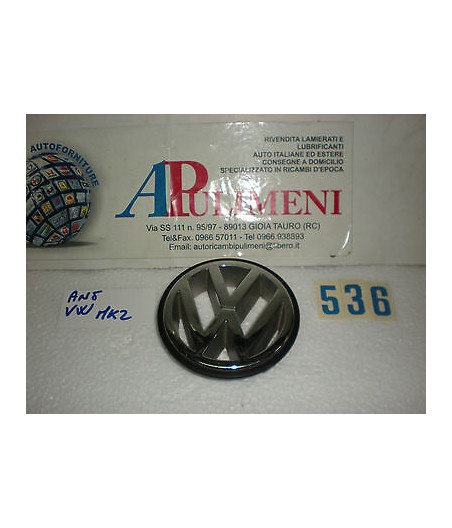 AUTOFORNITURE
APULIMENI
RIVENDITA LAMIERATI E
LUBRIFICANTI
AUTO ITALIANE ED ESTERE
CONSEGNE A DOMICILIO
SPECIALIZZATO IN RICAMBI D'EPOCA
Via SS 111 n. 95/97 - 89013 GIOIA TAURO (RC)
Tel&Fax. 0966 57011 - Tel 0966.938893
Email: autoricambipulimeni@libero.it
ANT
VW MK2
VW
536